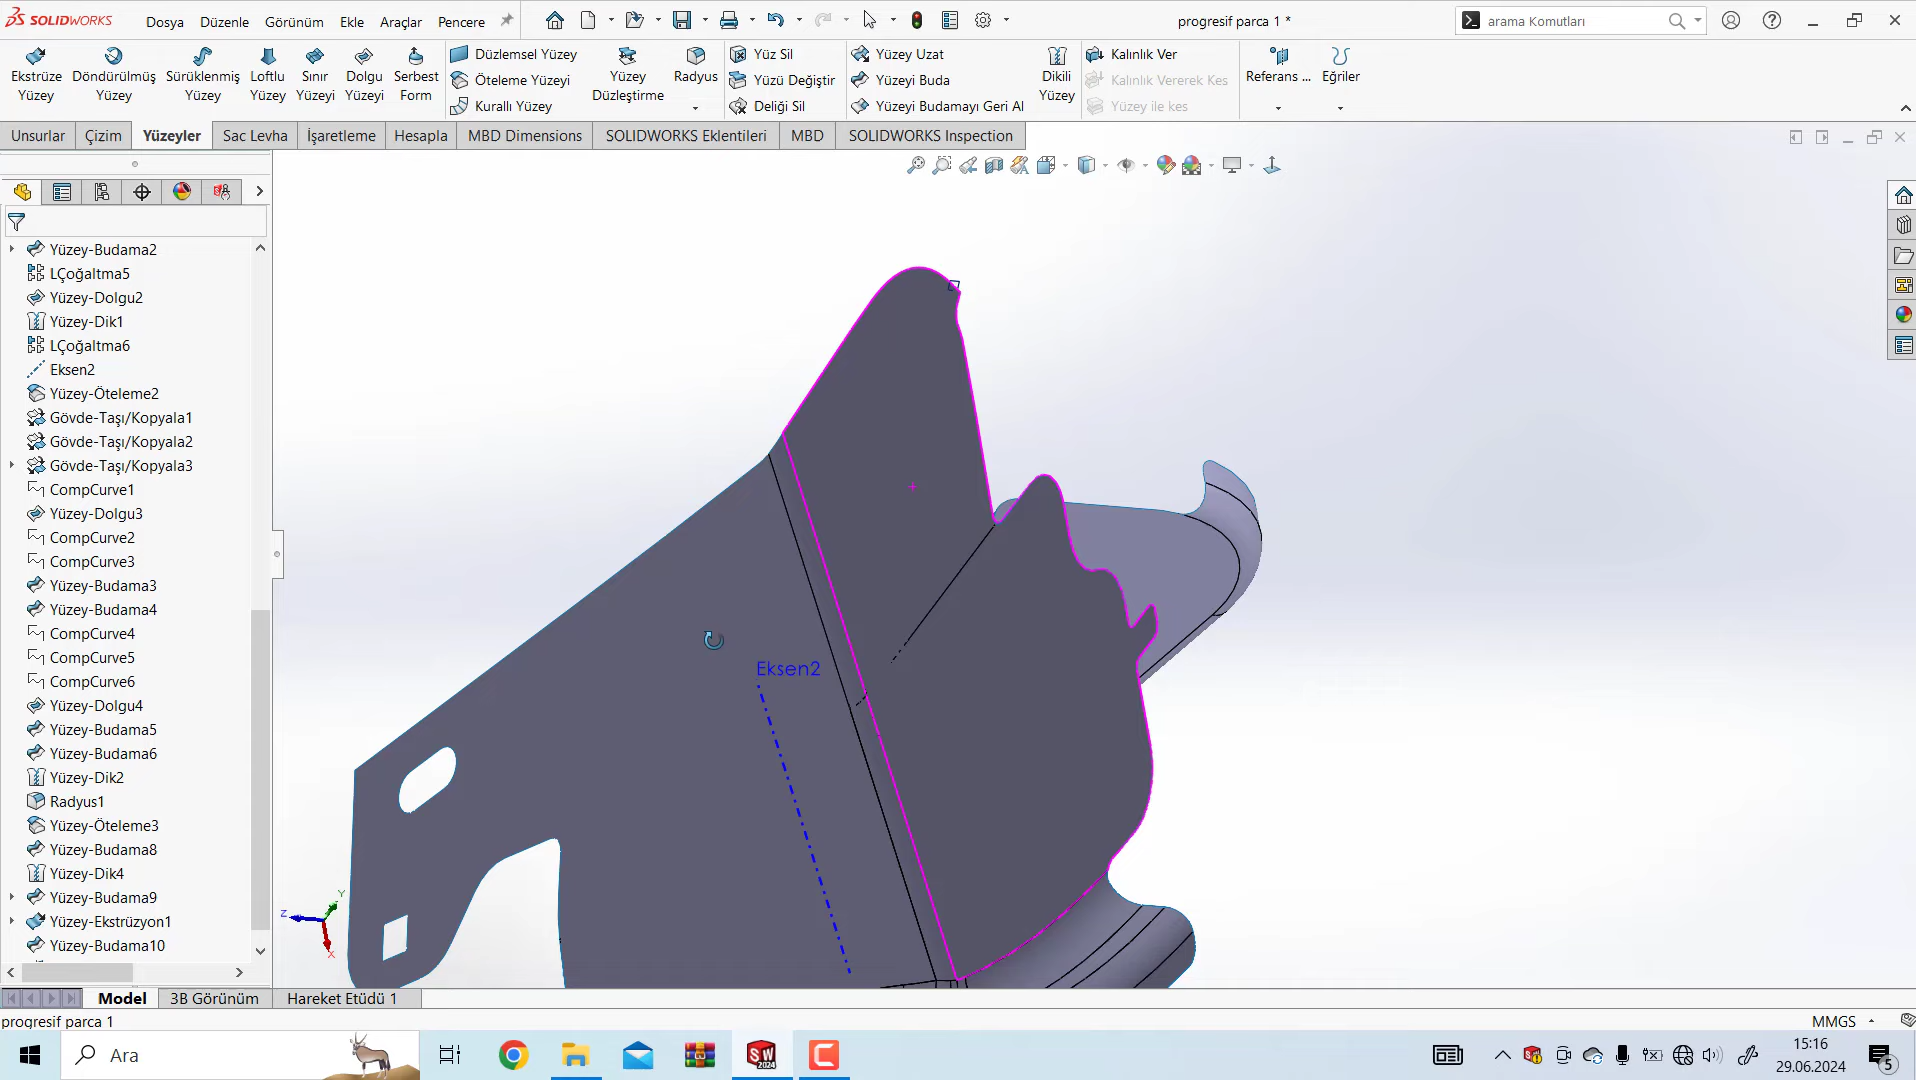 SOLIDWORKS
Dosya Düzenle Görünüm Ekle Araçlar Pencere
progresif parca 1 *
arama Komutları
Ekstrüze Yüzey
Döndürülmüş Yüzey
Sürüklenmiş Yüzey
Loftlu Yüzey
Sınır Yüzeyi
Dolgu Yüzeyi
Serbest Form
Düzlemsel Yüzey
Öteleme Yüzeyi
Kurallı Yüzey
Yüzey Düzleştirme
Radyus
Yüz Sil
Yüzü Değiştir
Deliği Sil
Yüzey Uzat
Yüzeyi Buda
Yüzeyi Budamayı Geri Al
Dikili Yüzey
Kalınlık Ver
Kalınlık Vererek Kes
Yüzey ile kes
Referans ...
Eğriler
Unsurlar Çizim Yüzeyler Sac Levha İşaretleme Hesapla MBD Dimensions SOLIDWORKS Eklentileri MBD SOLIDWORKS Inspection
Yüzey-Budama2
LÇoğaltma5
Yüzey-Dolgu2
Yüzey-Dik1
LÇoğaltma6
Eksen2
Yüzey-Öteleme2
Gövde-Taşı/Kopyala1
Gövde-Taşı/Kopyala2
Gövde-Taşı/Kopyala3
CompCurve1
Yüzey-Dolgu3
CompCurve2
CompCurve3
Yüzey-Budama3
Yüzey-Budama4
CompCurve4
CompCurve5
CompCurve6
Yüzey-Dolgu4
Yüzey-Budama5
Yüzey-Budama6
Yüzey-Dik2
Radyus1
Yüzey-Öteleme3
Yüzey-Budama8
Yüzey-Dik4
Yüzey-Budama9
Yüzey-Ekstrüzyon1
Yüzey-Budama10
Eksen2
Z
Y
X
Model 3B Görünüm Hareket Etüdü 1
progresif parca 1
MMGS
Ara
SW
2024
15:16
29.06.2024
5